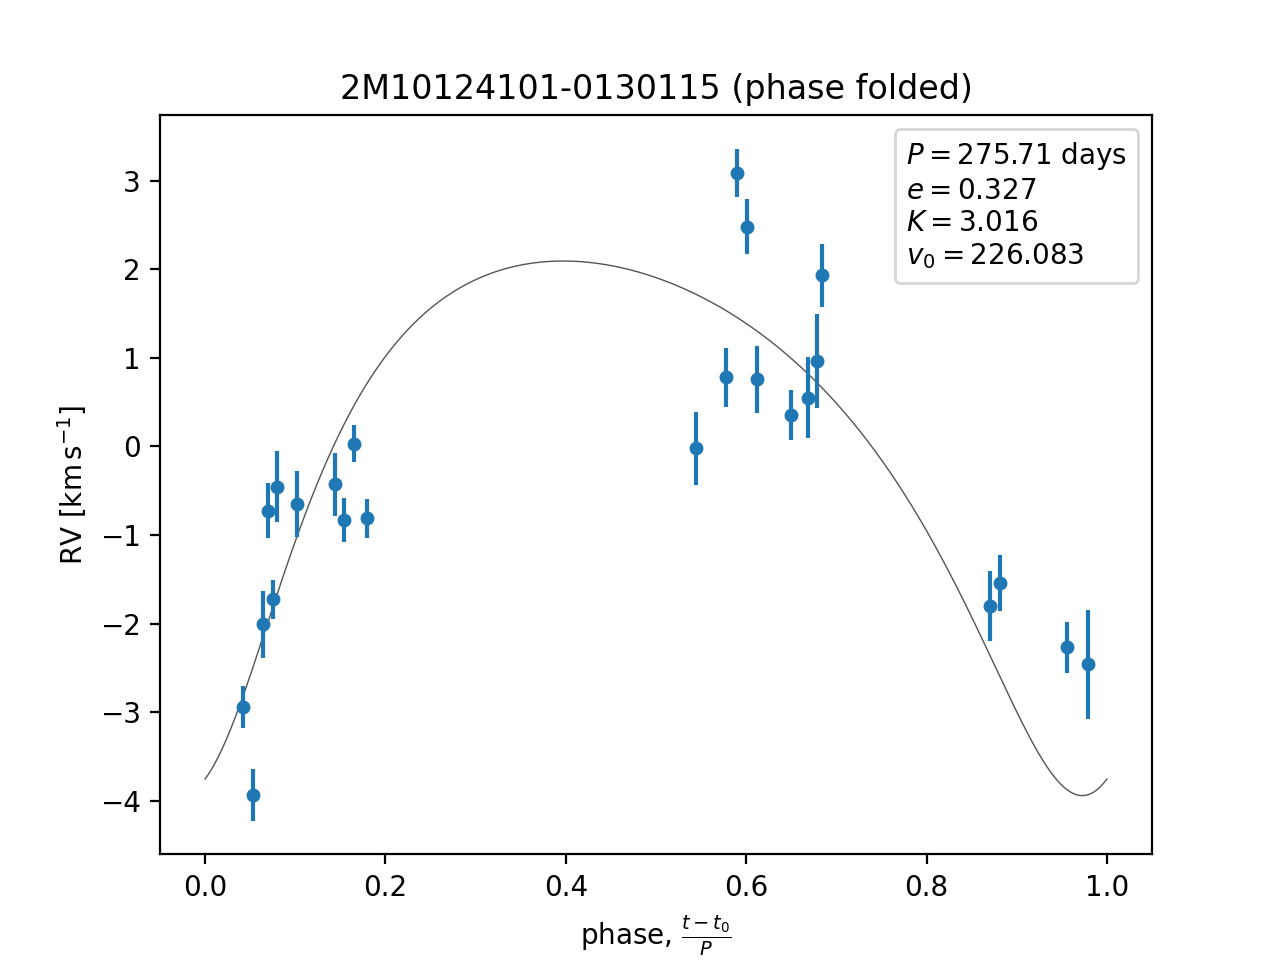 2M10124101-0130115 (phase folded)
P = 275.71 days
e = 0.327
K = 3.016
v₀ = 226.083
3
2
1
0
−1
−2
−3
−4
RV [km s⁻¹]
0.0 0.2 0.4 0.6 0.8 1.0
phase, (t − t₀)/P